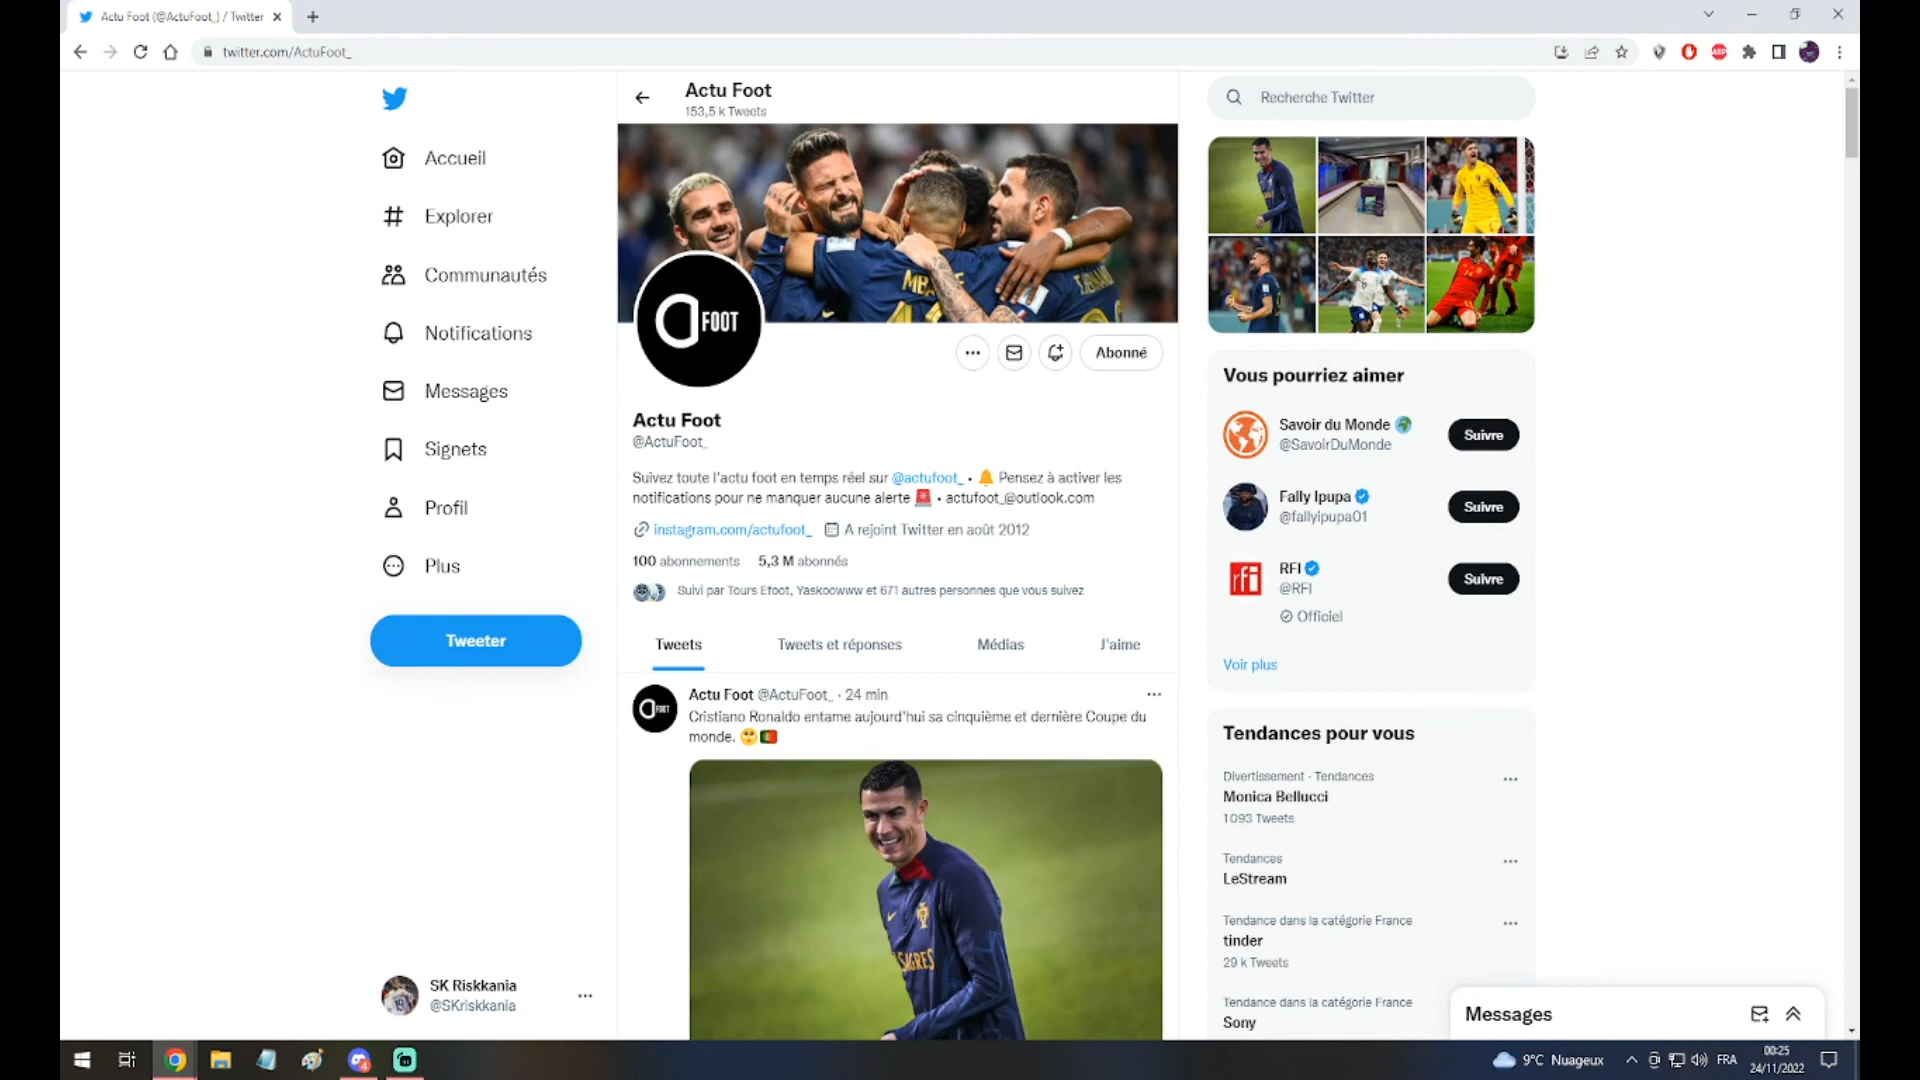 Actu Foot (@ActuFoot_) / Twitter
twitter.com/ActuFoot_
ABP
Accueil
Explorer
Communautés
Notifications
Messages
Signets
Profil
Plus
Tweeter
SK Riskkania
@SKriskkania
Actu Foot
153,5 k Tweets
FOOT
Abonné
Actu Foot
@ActuFoot_
Suivez toute l'actu foot en temps réel sur @actufoot_ • 🔔 Pensez à activer les
notifications pour ne manquer aucune alerte 🚨 • actufoot_@outlook.com
instagram.com/actufoot_ A rejoint Twitter en août 2012
100 abonnements 5,3 M abonnés
Suivi par Tours Efoot, Yaskoowww et 671 autres personnes que vous suivez
Tweets Tweets et réponses Médias J'aime
Actu Foot @ActuFoot_ · 24 min
Cristiano Ronaldo entame aujourd'hui sa cinquième et dernière Coupe du
monde. 🥺🇵🇹
SAGRES
Recherche Twitter
Vous pourriez aimer
Savoir du Monde 🌍
@SavoirDuMonde
Suivre
Fally Ipupa
@fallyipupa01
Suivre
rfi
RFI
@RFI
Officiel
Suivre
Voir plus
Tendances pour vous
Divertissement · Tendances
Monica Bellucci
1 093 Tweets
Tendances
LeStream
Tendance dans la catégorie France
tinder
29 k Tweets
Tendance dans la catégorie France
Sony
Messages
9°C Nuageux
FRA
00:25
24/11/2022